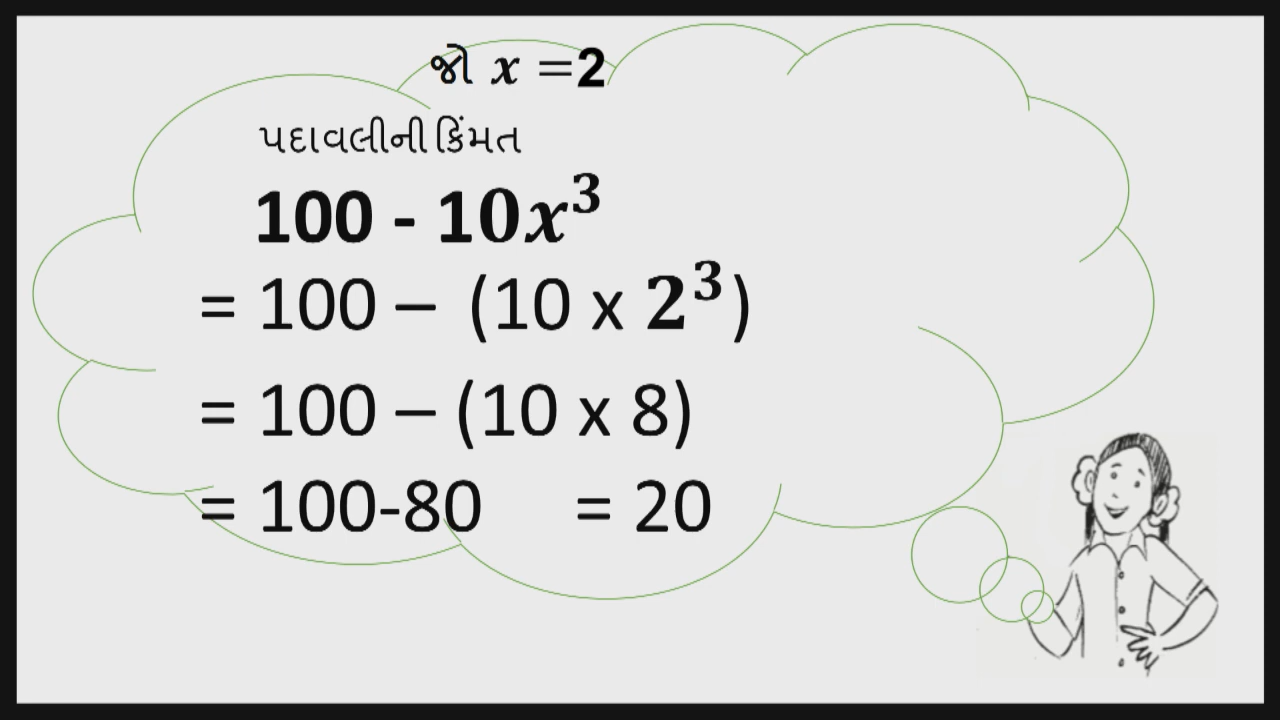 જો x =2
પદાવલીની કિંમત
100 - 10x³
= 100 – (10 x 2³)
= 100 – (10 x 8)
= 100-80 = 20